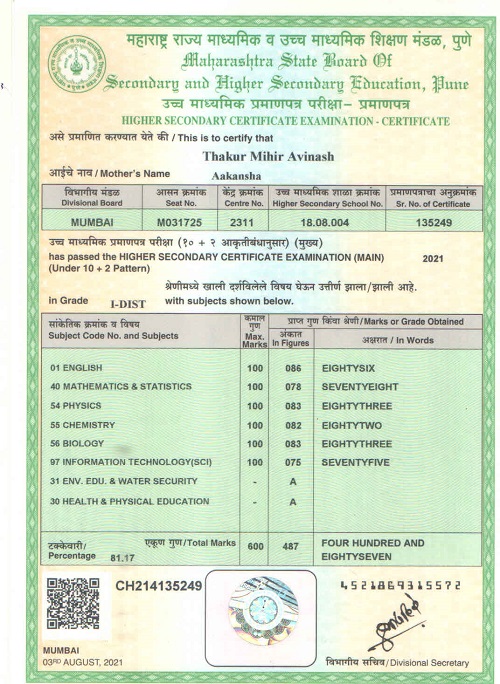 महाराष्ट्र राज्य माध्यमिक व उच्च माध्यमिक शिक्षण मंडळ, पुणे
Maharashtra State Board Of
Secondary and Higher Secondary Education, Pune
उच्च माध्यमिक प्रमाणपत्र परीक्षा– प्रमाणपत्र
HIGHER SECONDARY CERTIFICATE EXAMINATION - CERTIFICATE
असे प्रमाणित करण्यात येते की / This is to certify that
Thakur Mihir Avinash
आईचे नाव / Mother's Name Aakansha
विभागीय मंडळ आसन क्रमांक केंद्र क्रमांक उच्च माध्यमिक शाळा क्रमांक प्रमाणपत्राचा अनुक्रमांक
Divisional Board Seat No. Centre No. Higher Secondary School No. Sr. No. of Certificate
MUMBAI M031725 2311 18.08.004 135249
उच्च माध्यमिक प्रमाणपत्र परीक्षा (१० + २ आकृतीबंधानुसार) (मुख्य)
has passed the HIGHER SECONDARY CERTIFICATE EXAMINATION (MAIN) 2021
(Under 10 + 2 Pattern)
श्रेणीमध्ये खाली दर्शविलेले विषय घेऊन उत्तीर्ण झाला/झाली आहे.
in Grade I-DIST with subjects shown below.
सांकेतिक क्रमांक व विषय कमाल गुण प्राप्त गुण किंवा श्रेणी/Marks or Grade Obtained
Subject Code No. and Subjects Max. Marks अंकात In Figures अक्षरात / In Words
01 ENGLISH 100 086 EIGHTYSIX
40 MATHEMATICS & STATISTICS 100 078 SEVENTYEIGHT
54 PHYSICS 100 083 EIGHTYTHREE
55 CHEMISTRY 100 082 EIGHTYTWO
56 BIOLOGY 100 083 EIGHTYTHREE
97 INFORMATION TECHNOLOGY(SCI) 100 075 SEVENTYFIVE
31 ENV. EDU. & WATER SECURITY - A
30 HEALTH & PHYSICAL EDUCATION - A
टक्केवारी/ एकूण गुण/Total Marks 600 487 FOUR HUNDRED AND
Percentage 81.17 EIGHTYSEVEN
CH214135249 4521869315572
MUMBAI
03RD AUGUST, 2021 विभागीय सचिव/Divisional Secretary